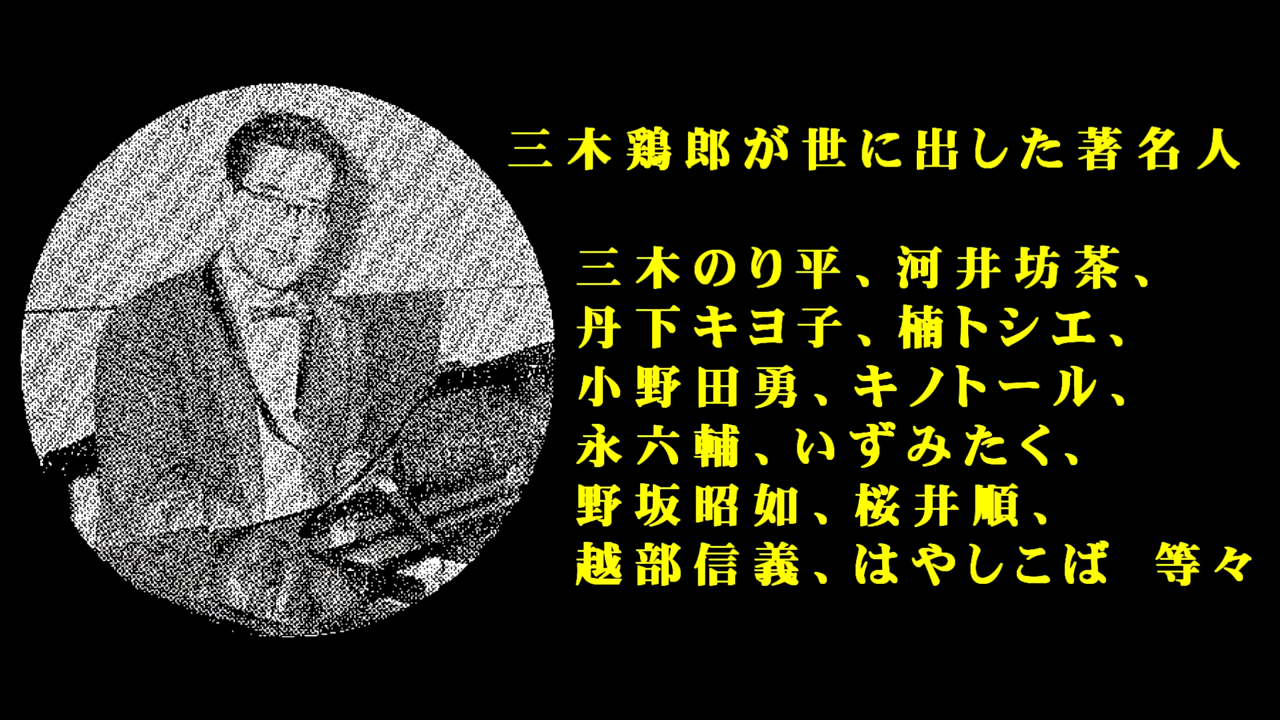 三木鶏郎が世に出した著名人
三木のり平、河井坊茶、
丹下キヨ子、楠トシエ、
小野田勇、キノトール、
永六輔、いずみたく、
野坂昭如、桜井順、
越部信義、はやしこば　等々